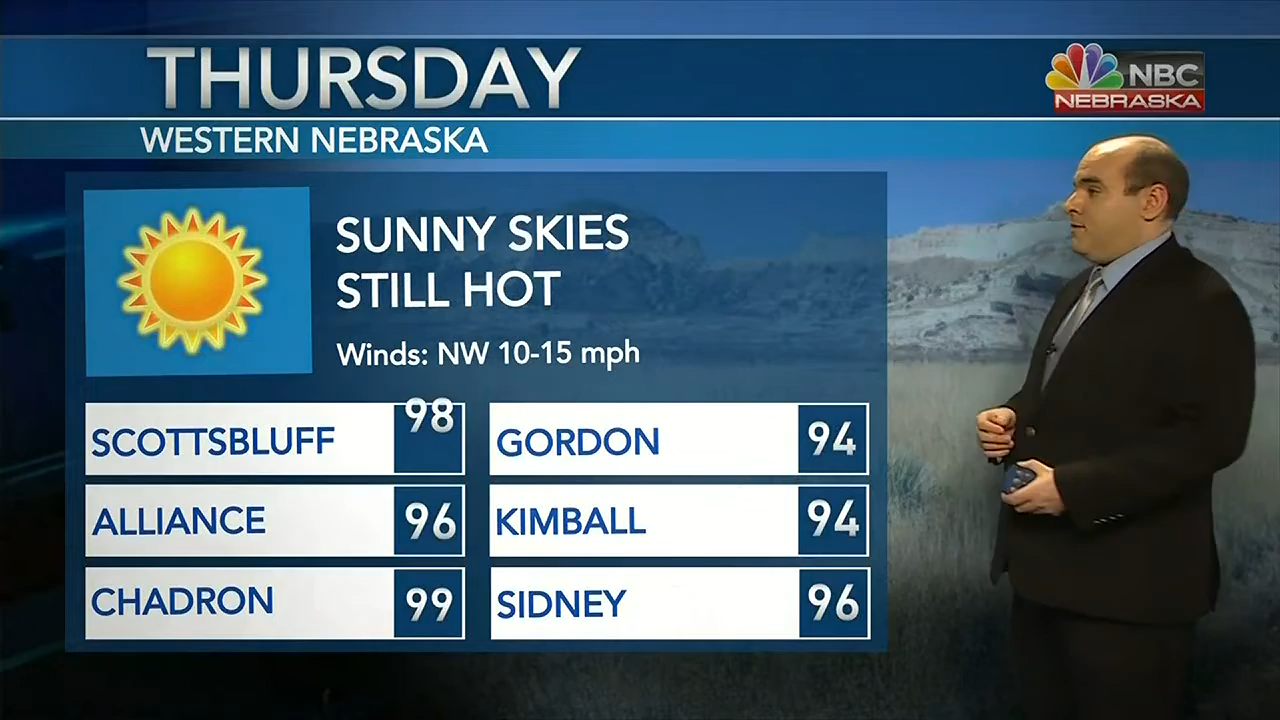 THURSDAY
NBC
NEBRASKA
WESTERN NEBRASKA
SUNNY SKIES
STILL HOT
Winds: NW 10-15 mph
SCOTTSBLUFF 98
GORDON 94
ALLIANCE 96
KIMBALL 94
CHADRON 99
SIDNEY 96